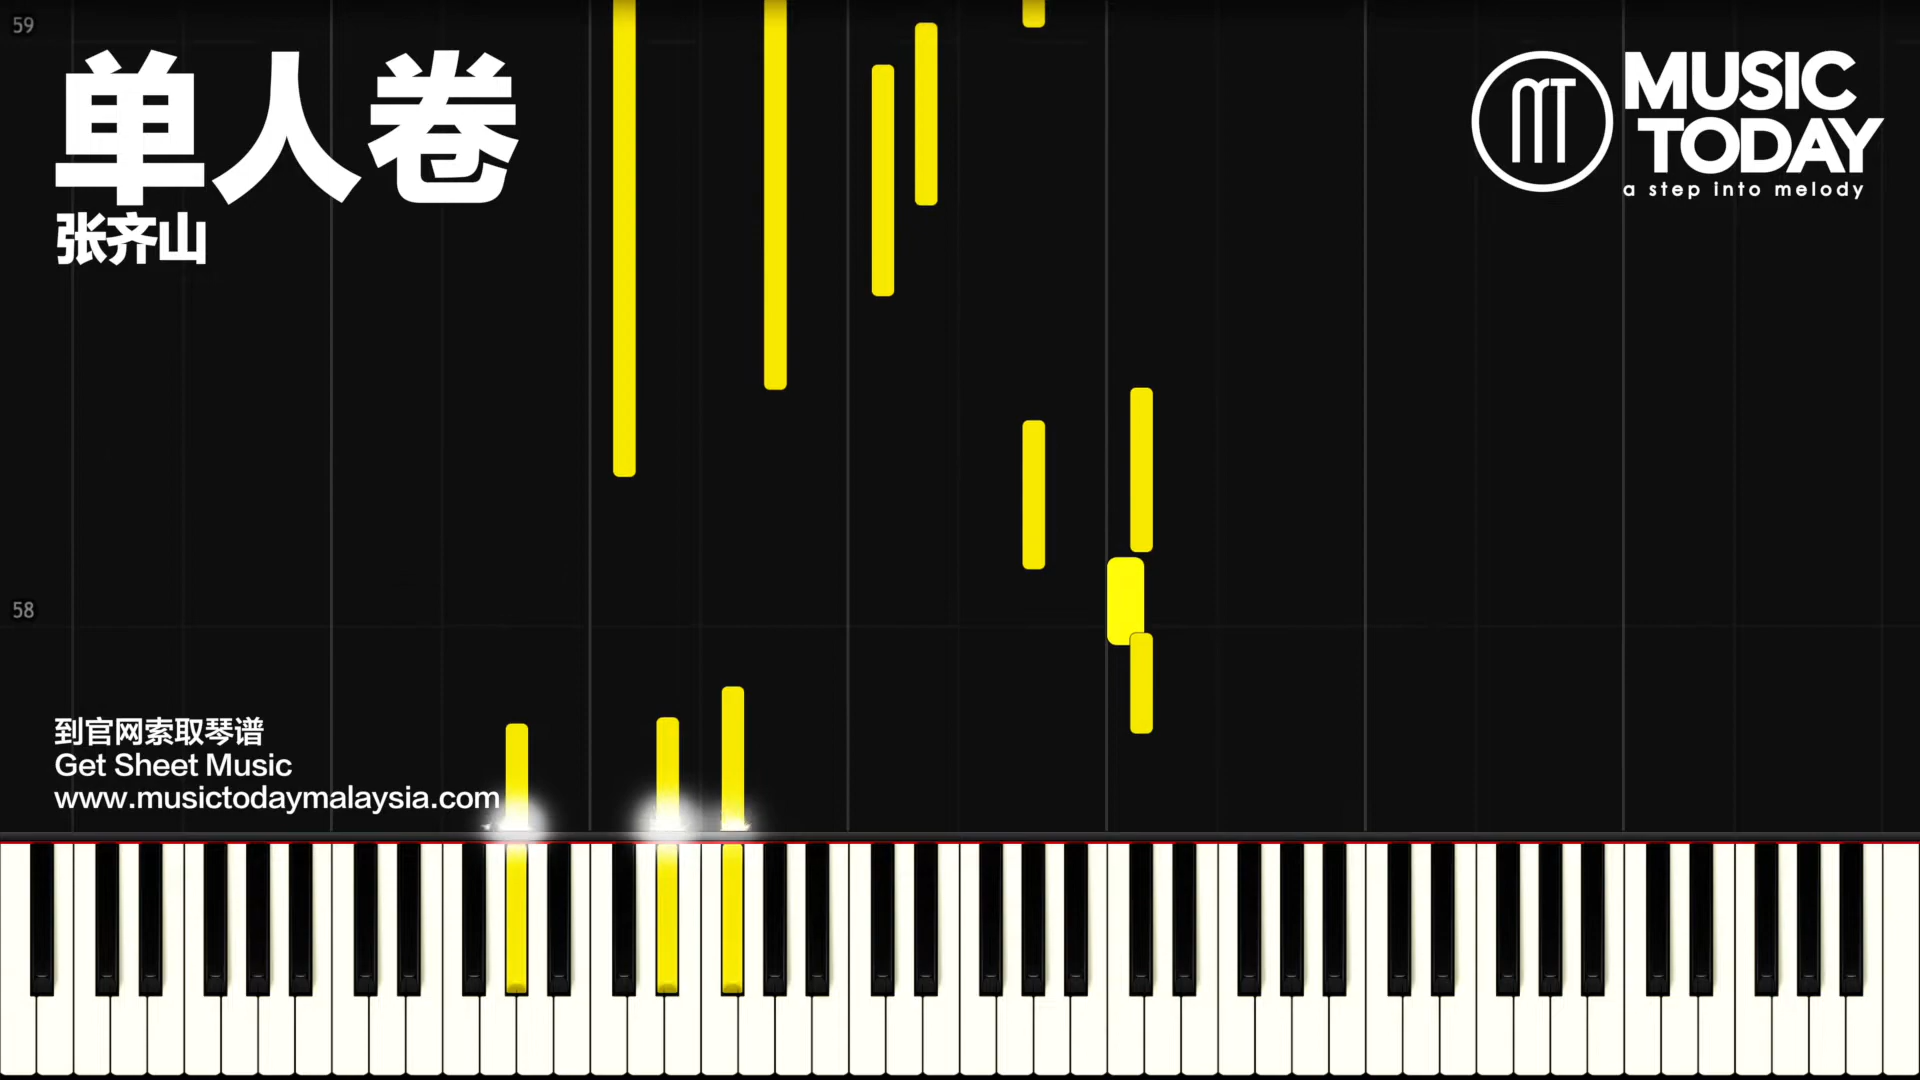 59
单人卷
张齐山
MUSIC
TODAY
a step into melody
MT
58
到官网索取琴谱
Get Sheet Music
www.musictodaymalaysia.com